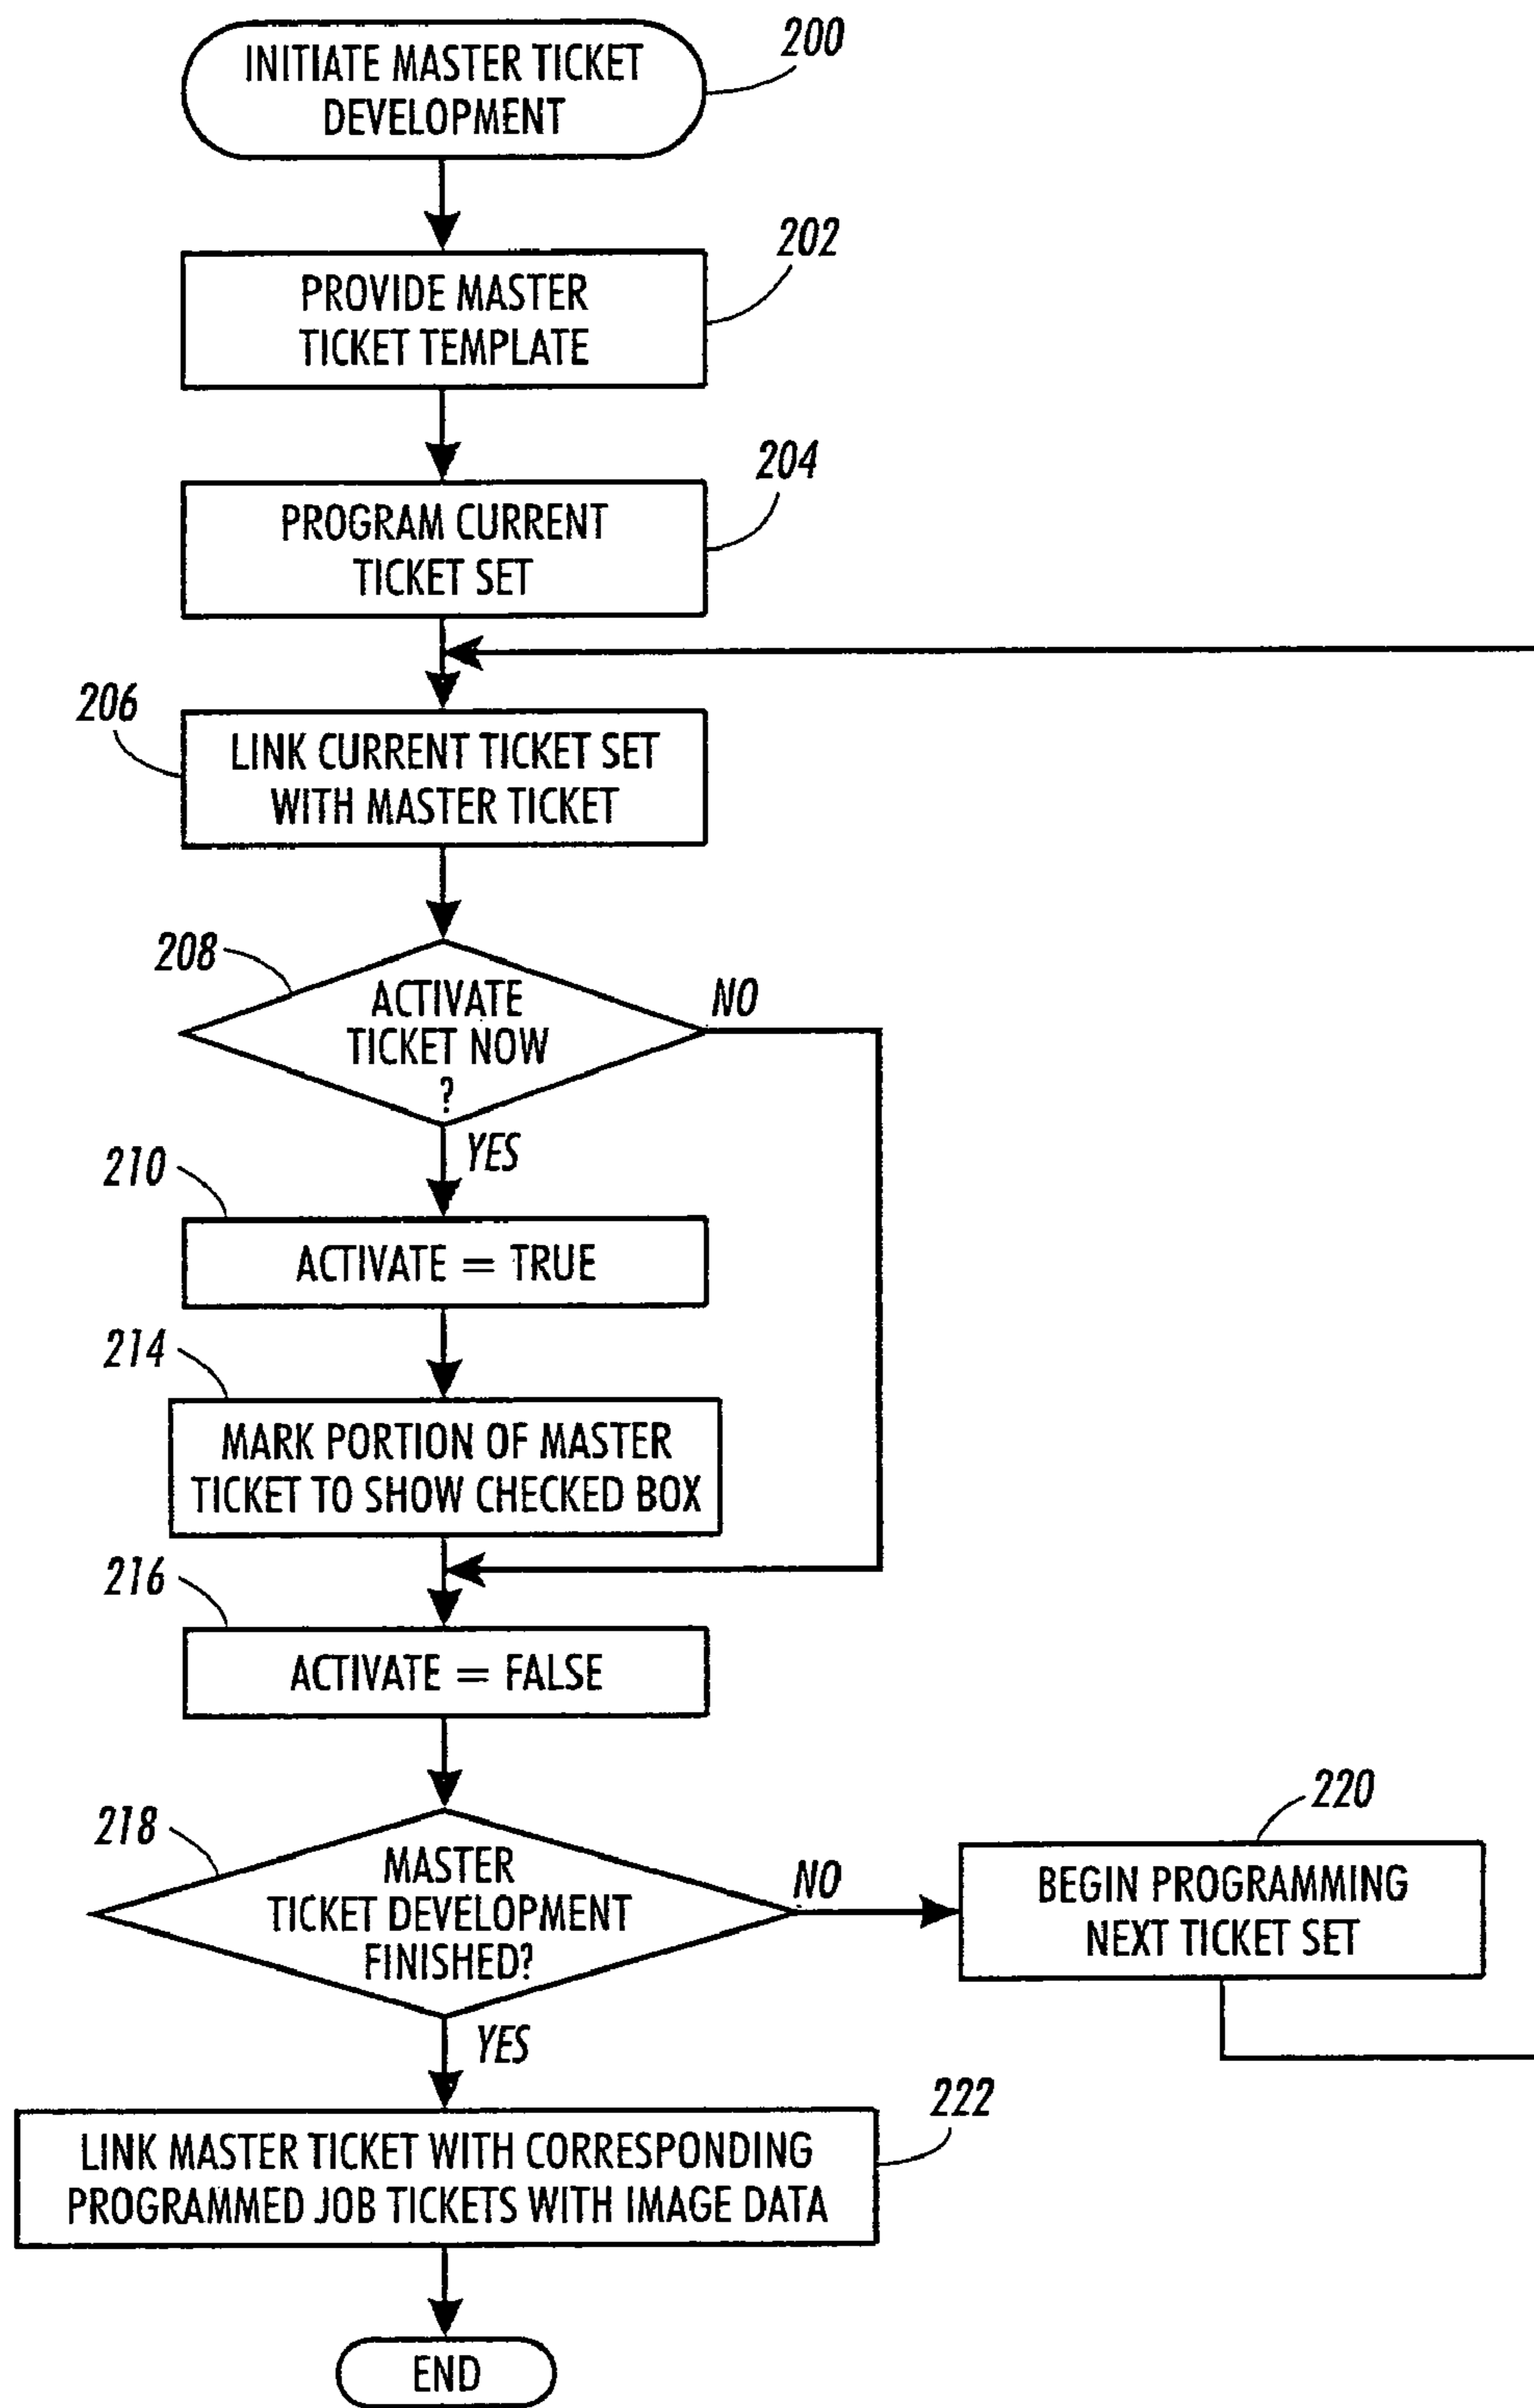 200
INITIATE MASTER TICKET
DEVELOPMENT
202
PROVIDE MASTER
TICKET TEMPLATE
204
PROGRAM CURRENT
TICKET SET
206
LINK CURRENT TICKET SET
WITH MASTER TICKET
208
ACTIVATE
TICKET NOW
?
NO
YES
210
ACTIVATE = TRUE
214
MARK PORTION OF MASTER
TICKET TO SHOW CHECKED BOX
216
ACTIVATE = FALSE
218
MASTER
TICKET DEVELOPMENT
FINISHED?
NO
220
BEGIN PROGRAMMING
NEXT TICKET SET
YES
222
LINK MASTER TICKET WITH CORRESPONDING
PROGRAMMED JOB TICKETS WITH IMAGE DATA
END